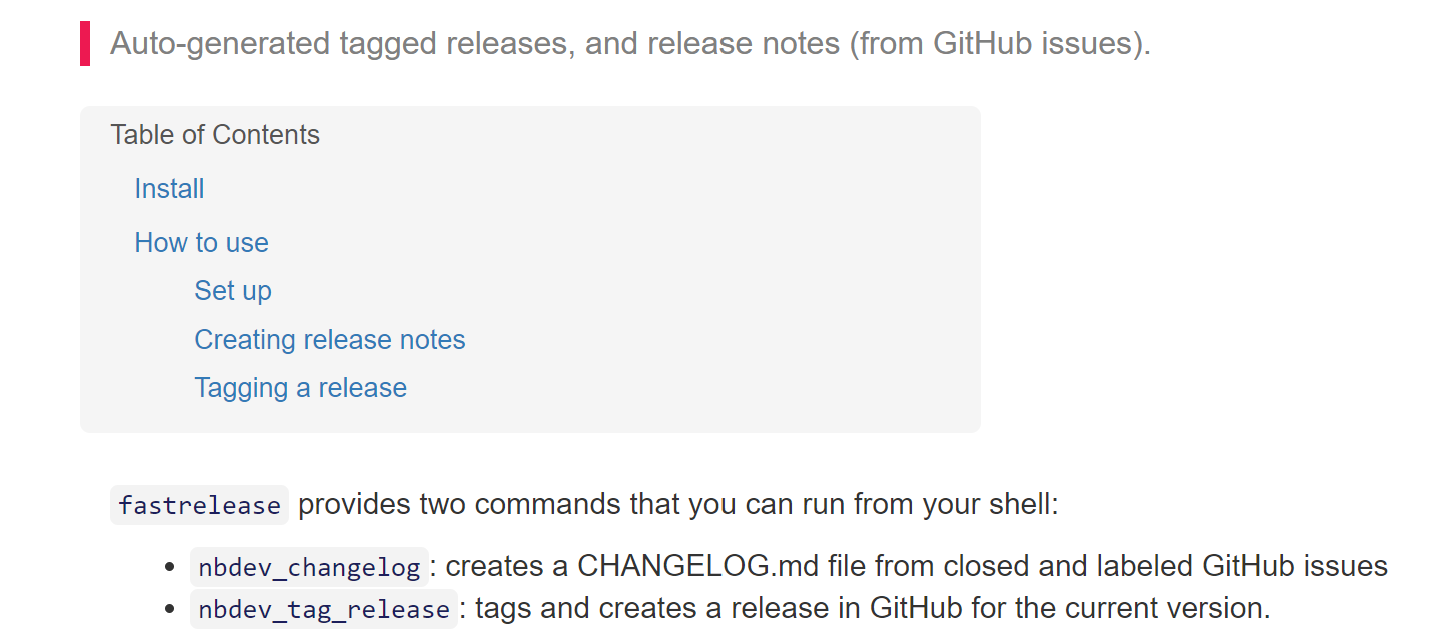 Auto-generated tagged releases, and release notes (from GitHub issues).
Table of Contents
Install
How to use
Set up
Creating release notes
Tagging a release
fastrelease provides two commands that you can run from your shell:
nbdev_changelog: creates a CHANGELOG.md file from closed and labeled GitHub issues
nbdev_tag_release: tags and creates a release in GitHub for the current version.